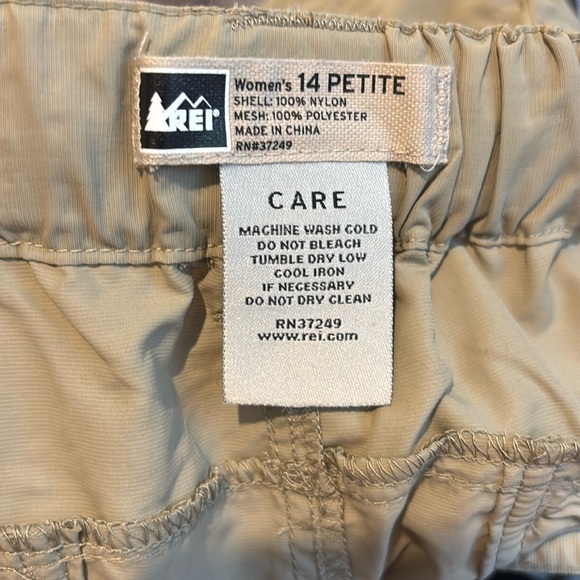 REI®
Women's 14 PETITE
SHELL: 100% NYLON
MESH: 100% POLYESTER
MADE IN CHINA
RN#37249
CARE
MACHINE WASH COLD
DO NOT BLEACH
TUMBLE DRY LOW
COOL IRON
IF NECESSARY
DO NOT DRY CLEAN
RN37249
www.rei.com